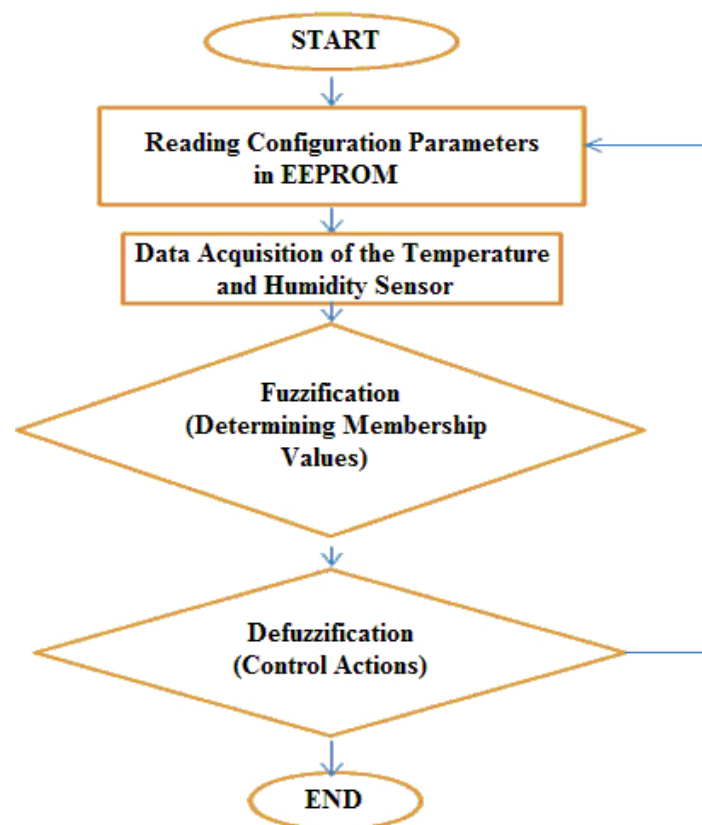 START
Reading Configuration Parameters
in EEPROM
Data Acquisition of the Temperature
and Humidity Sensor
Fuzzification
(Determining Membership
Values)
Defuzzification
(Control Actions)
END